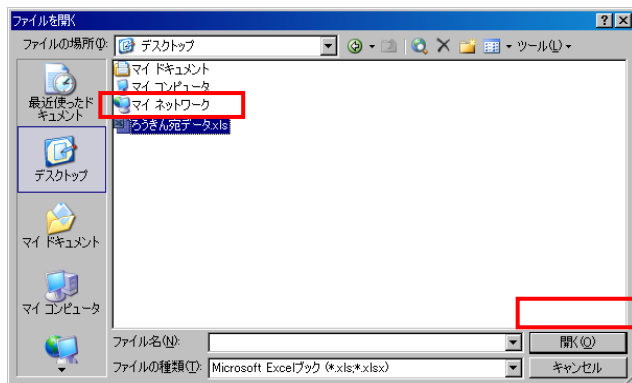 ファイルを開く
ファイルの場所(I):
デスクトップ
ツール(L)
最近使ったド
キュメント
デスクトップ
マイ ドキュメント
マイ コンピュータ
マイ ドキュメント
マイ コンピュータ
マイ ネットワーク
ろうきん宛データ.xls
ファイル名(N):
開く(O)
ファイルの種類(T):
Microsoft Excelブック (*.xls;*.xlsx)
キャンセル